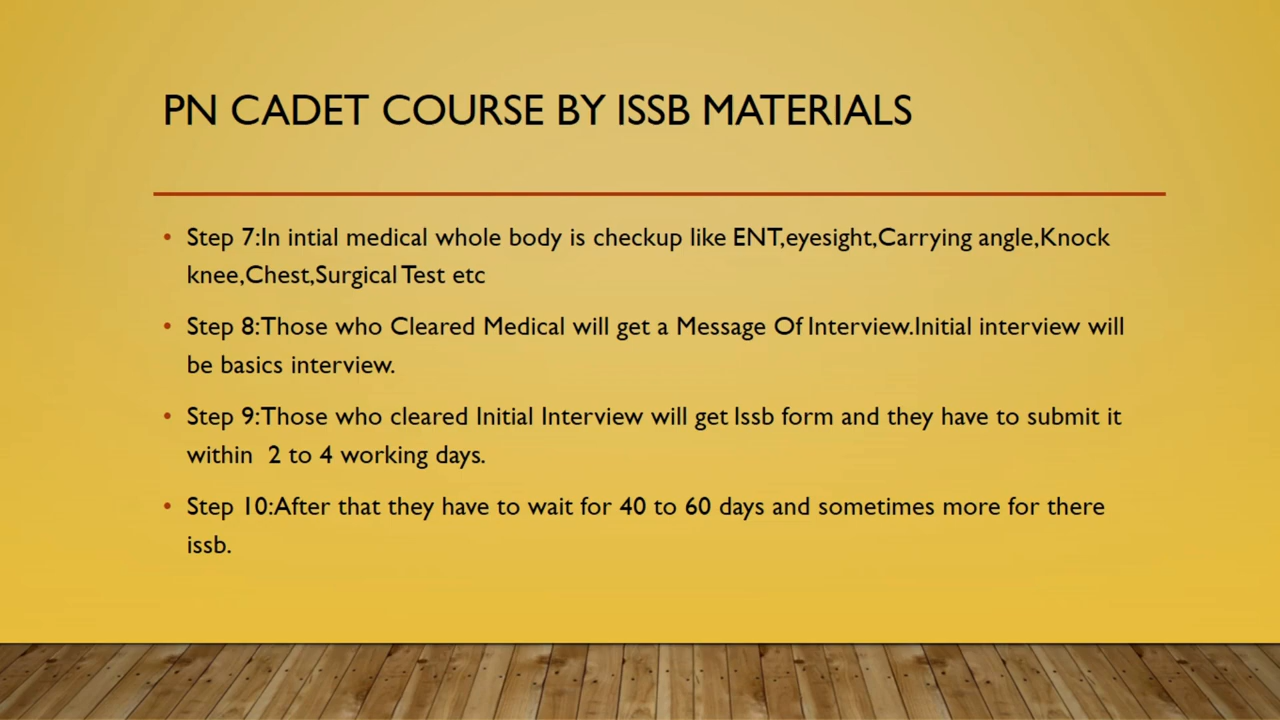 PN CADET COURSE BY ISSB MATERIALS
• Step 7:In intial medical whole body is checkup like ENT,eyesight,Carrying angle,Knock
knee,Chest,Surgical Test etc
• Step 8:Those who Cleared Medical will get a Message Of Interview.Initial interview will
be basics interview.
• Step 9:Those who cleared Initial Interview will get Issb form and they have to submit it
within 2 to 4 working days.
• Step 10:After that they have to wait for 40 to 60 days and sometimes more for there
issb.